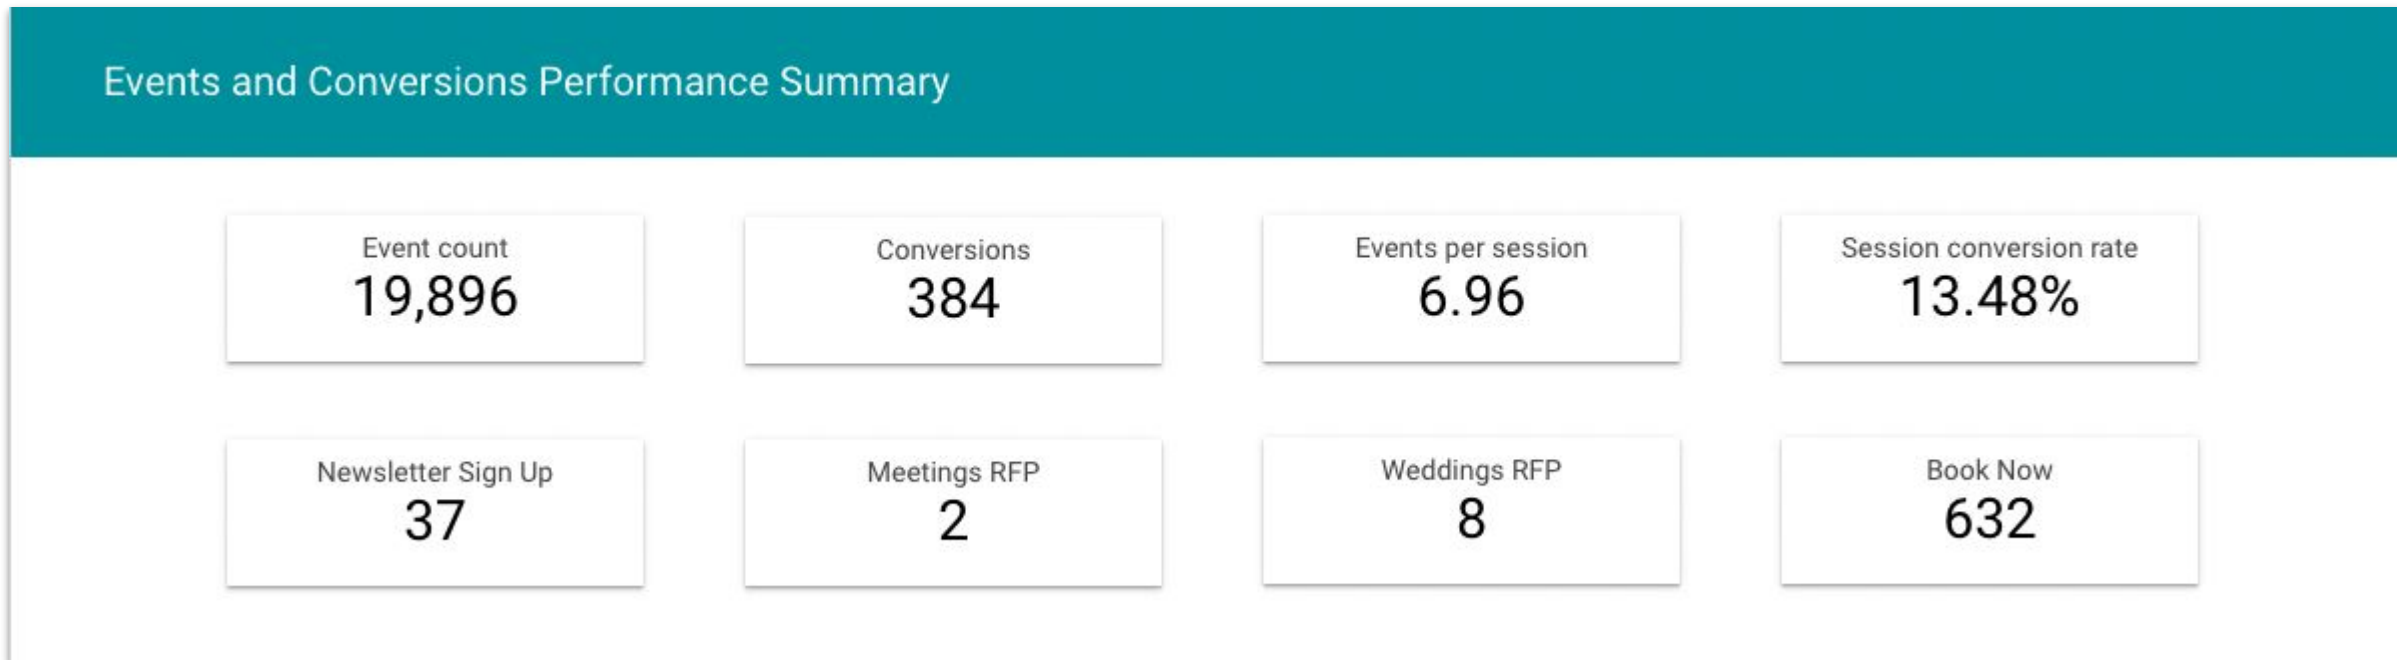 Events and Conversions Performance Summary
Event count
19,896
Conversions
384
Events per session
6.96
Session conversion rate
13.48%
Newsletter Sign Up
37
Meetings RFP
2
Weddings RFP
8
Book Now
632